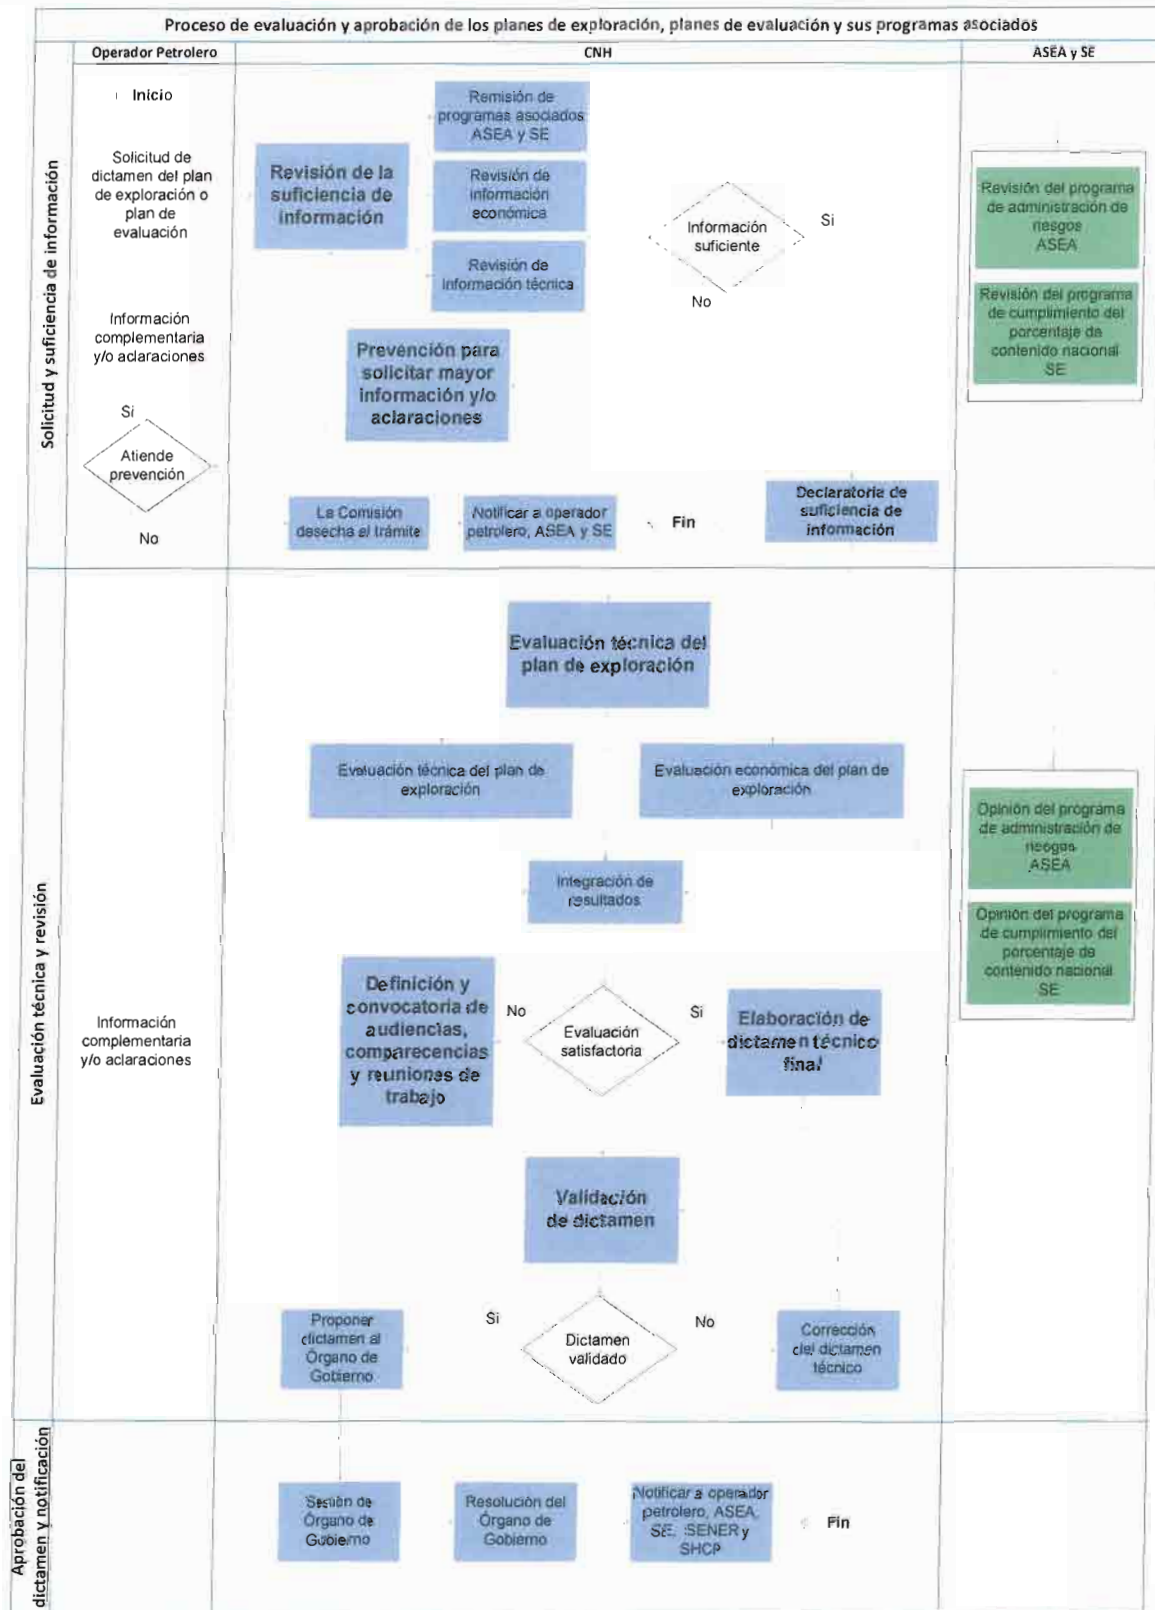 Proceso de evaluación y aprobación de los planes de exploración, planes de evaluación y sus programas asociados
Operador Petrolero
CNH
ASEA y SE
Solicitud y suficiencia de información
Inicio
Solicitud de
dictamen del plan
de exploración o
plan de
evaluación
Información
complementaria
y/o aclaraciones
Si
Atiende
prevención
No
Revisión de la
suficiencia de
información
Remisión de
programas asociados
ASEA y SE
Revisión de
información
económica
Revisión de
información técnica
Información
suficiente
Si
No
Prevención para
solicitar mayor
información y/o
aclaraciones
La Comisión
desecha el trámite
Notificar a operador
petrolero, ASEA y SE
Fin
Declaratoria de
suficiencia de
información
Revisión del programa
de administración de
riesgos
ASEA
Revisión del programa
de cumplimiento del
porcentaje de
contenido nacional
SE
Evaluación técnica y revisión
Información
complementaria
y/o aclaraciones
Evaluación técnica del
plan de exploración
Evaluación técnica del plan de
exploración
Evaluación económica del plan de
exploración
Integración de
resultados
Definición y
convocatoria de
audiencias,
comparecencias
y reuniones de
trabajo
No
Evaluación
satisfactoria
Si
Elaboración de
dictamen técnico
final
Validación
de dictamen
Proponer
dictamen al
Órgano de
Gobierno
Si
Dictamen
validado
No
Corrección
del dictamen
técnico
Opinión del programa
de administración de
riesgos
ASEA
Opinión del programa
de cumplimiento del
porcentaje de
contenido nacional
SE
Aprobación del
dictamen y notificación
Sesión de
Órgano de
Gobierno
Resolución del
Órgano de
Gobierno
Notificar a operador
petrolero, ASEA,
SE, SENER y
SHCP
Fin